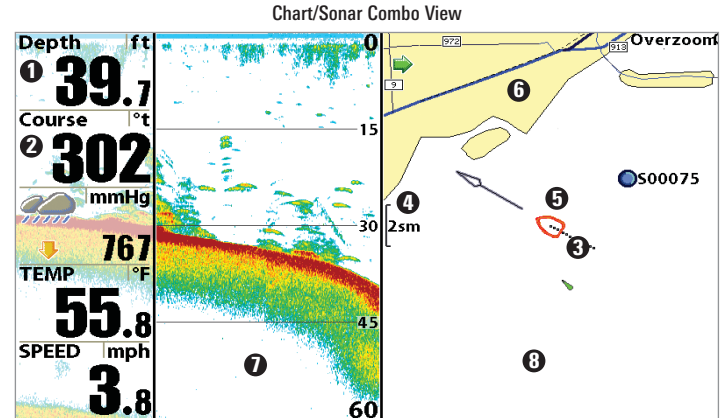 Chart/Sonar Combo View
Depth ft
1 39.7
Course °t
2 302
mmHg
767
TEMP °F
55.8
SPEED mph
3.8
0
15
30
45
60
7
972
913
Overzoom
9
6
S00075
4
5
2sm
3
8